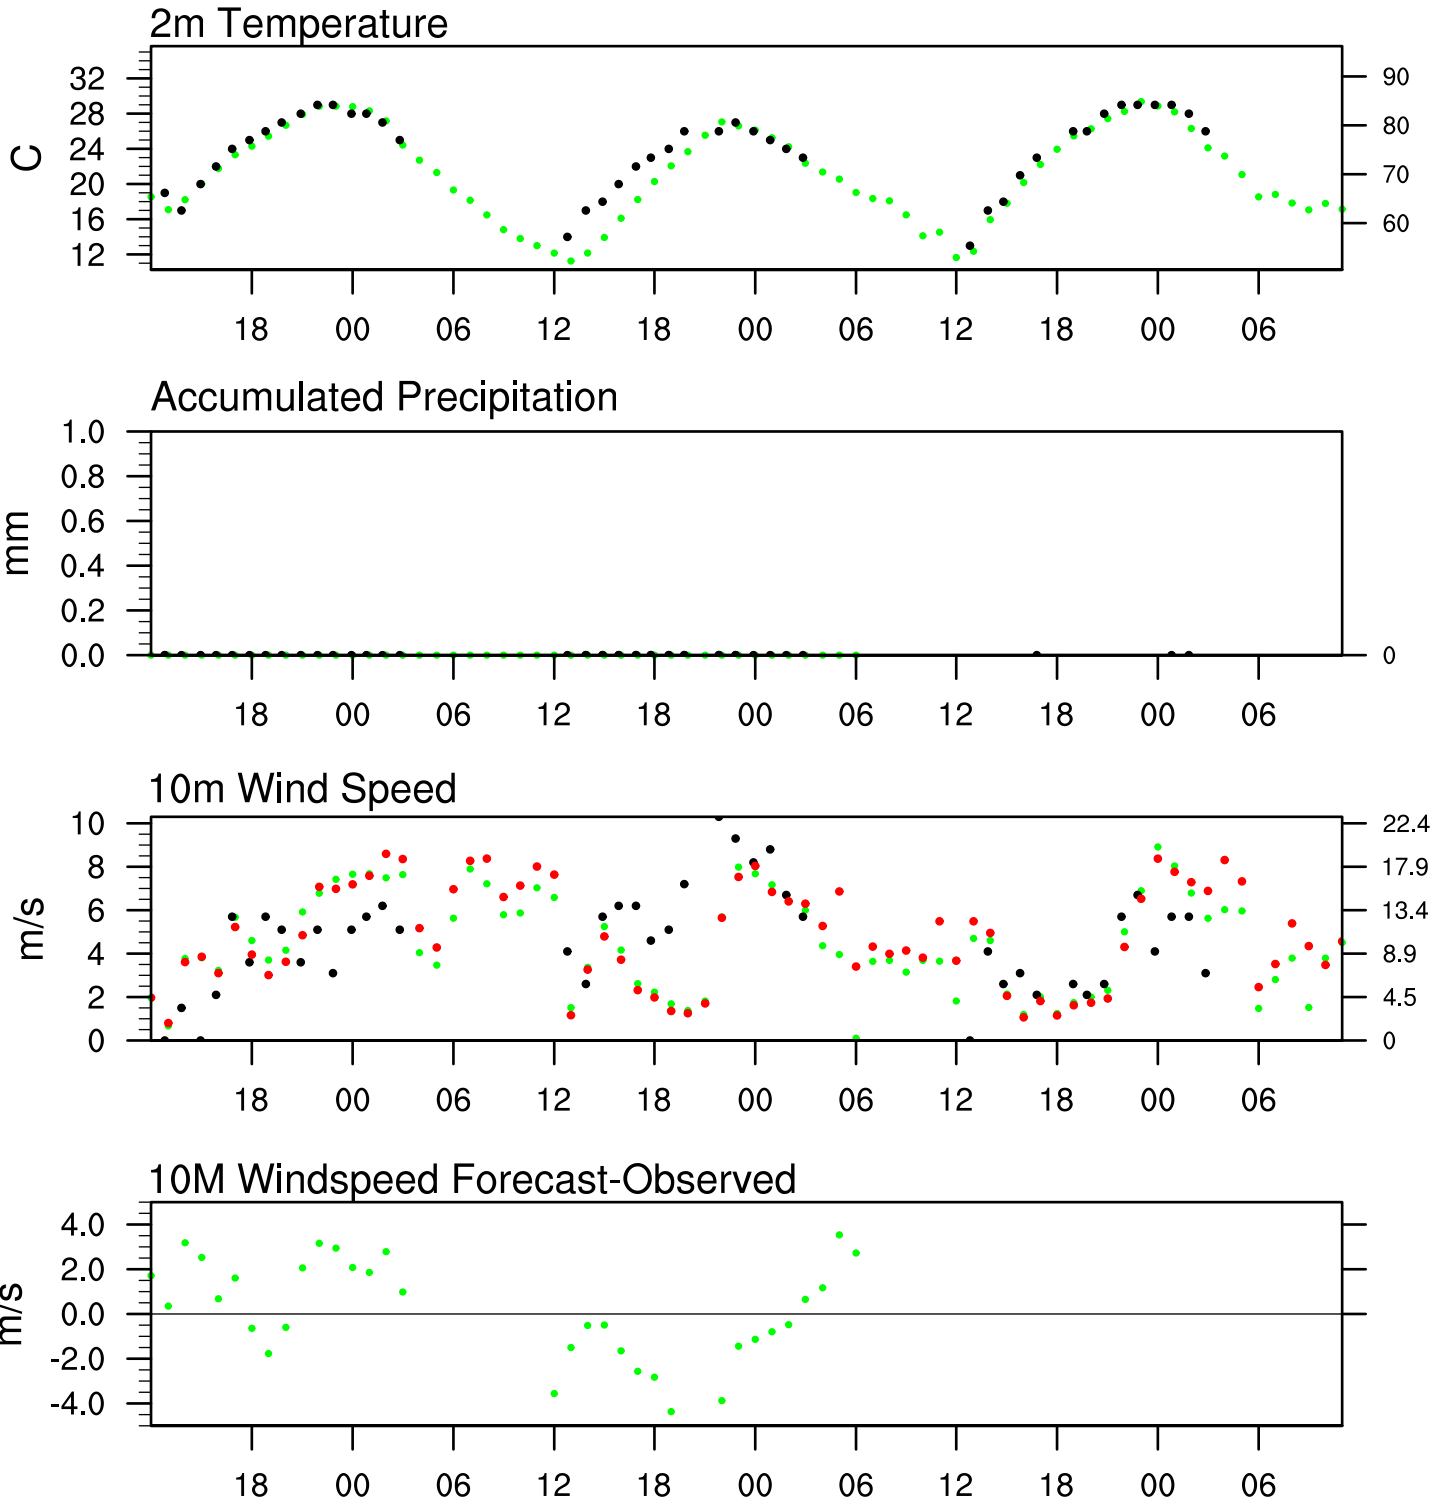 2m Temperature
C
32
28
24
20
16
12
90
80
70
60
18 00 06 12 18 00 06 12 18 00 06
Accumulated Precipitation
mm
1.0
0.8
0.6
0.4
0.2
0.0
0
18 00 06 12 18 00 06 12 18 00 06
10m Wind Speed
m/s
10
8
6
4
2
0
22.4
17.9
13.4
8.9
4.5
0
18 00 06 12 18 00 06 12 18 00 06
10M Windspeed Forecast-Observed
m/s
4.0
2.0
0.0
-2.0
-4.0
18 00 06 12 18 00 06 12 18 00 06